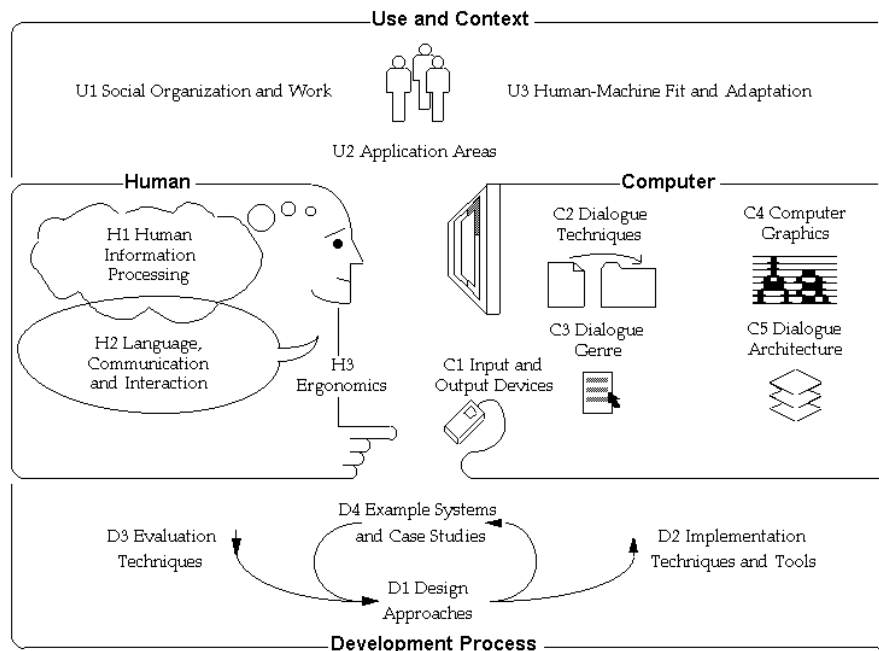 Use and Context
U1 Social Organization and Work
U3 Human-Machine Fit and Adaptation
U2 Application Areas
Human
H1 Human
Information
Processing
H2 Language,
Communication
and Interaction
H3
Ergonomics
Computer
C2 Dialogue
Techniques
C4 Computer
Graphics
C3 Dialogue
Genre
C5 Dialogue
Architecture
C1 Input and
Output Devices
D4 Example Systems
and Case Studies
D3 Evaluation
Techniques
D2 Implementation
Techniques and Tools
D1 Design
Approaches
Development Process